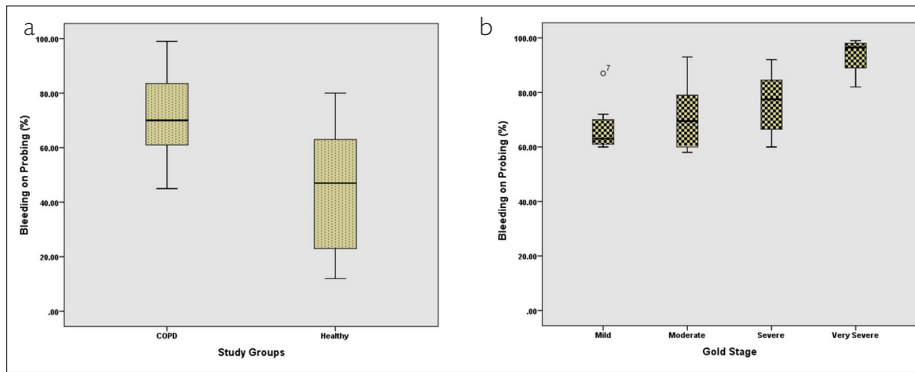 a
100.00
80.00
60.00
40.00
20.00
.00
Bleeding on Probing (%)
COPD Healthy
Study Groups
b
100.00
80.00
60.00
40.00
20.00
.00
Bleeding on Probing (%)
7
Mild Moderate Severe Very Severe
Gold Stage